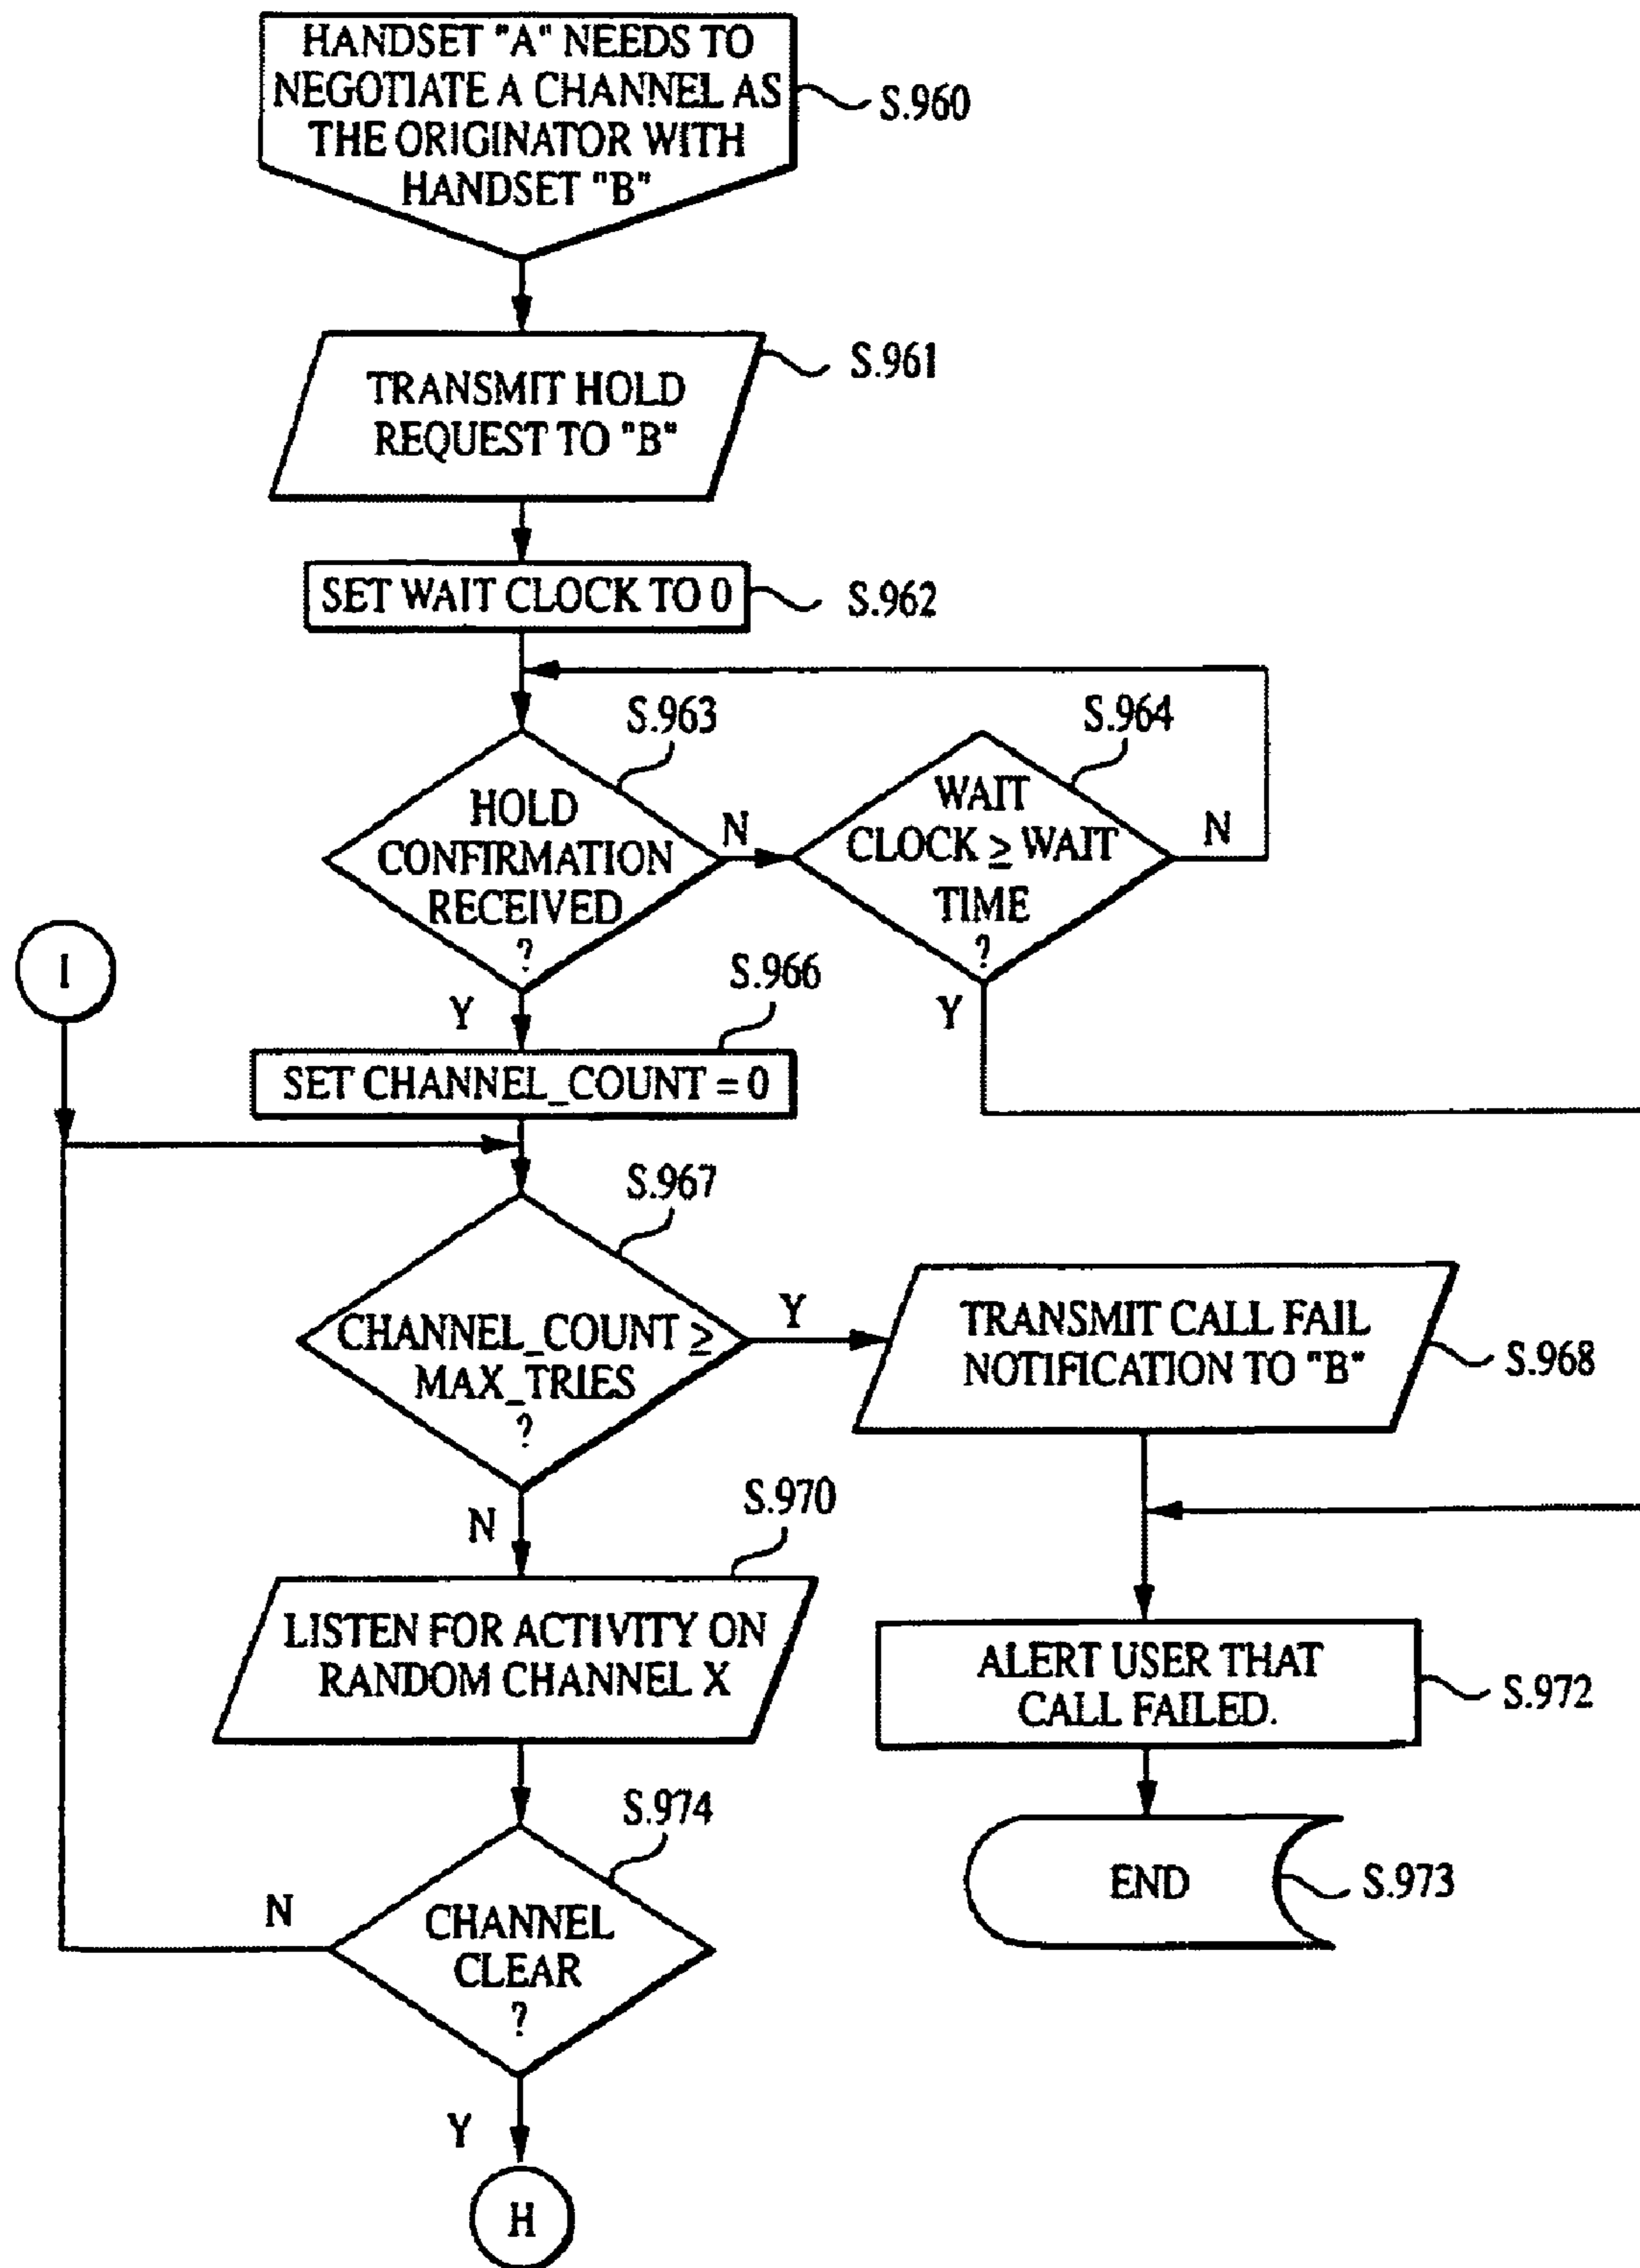 HANDSET "A" NEEDS TO
NEGOTIATE A CHANNEL AS
THE ORIGINATOR WITH
HANDSET "B"
S.960
TRANSMIT HOLD
REQUEST TO "B"
S.961
SET WAIT CLOCK TO 0
S.962
S.963
HOLD
CONFIRMATION
RECEIVED
?
N
Y
S.964
WAIT
CLOCK ≥ WAIT
TIME
?
N
Y
I
S.966
SET CHANNEL_COUNT = 0
S.967
CHANNEL_COUNT ≥
MAX_TRIES
?
Y
N
TRANSMIT CALL FAIL
NOTIFICATION TO "B"
S.968
S.970
LISTEN FOR ACTIVITY ON
RANDOM CHANNEL X
ALERT USER THAT
CALL FAILED.
S.972
S.974
CHANNEL
CLEAR
?
N
Y
END
S.973
H